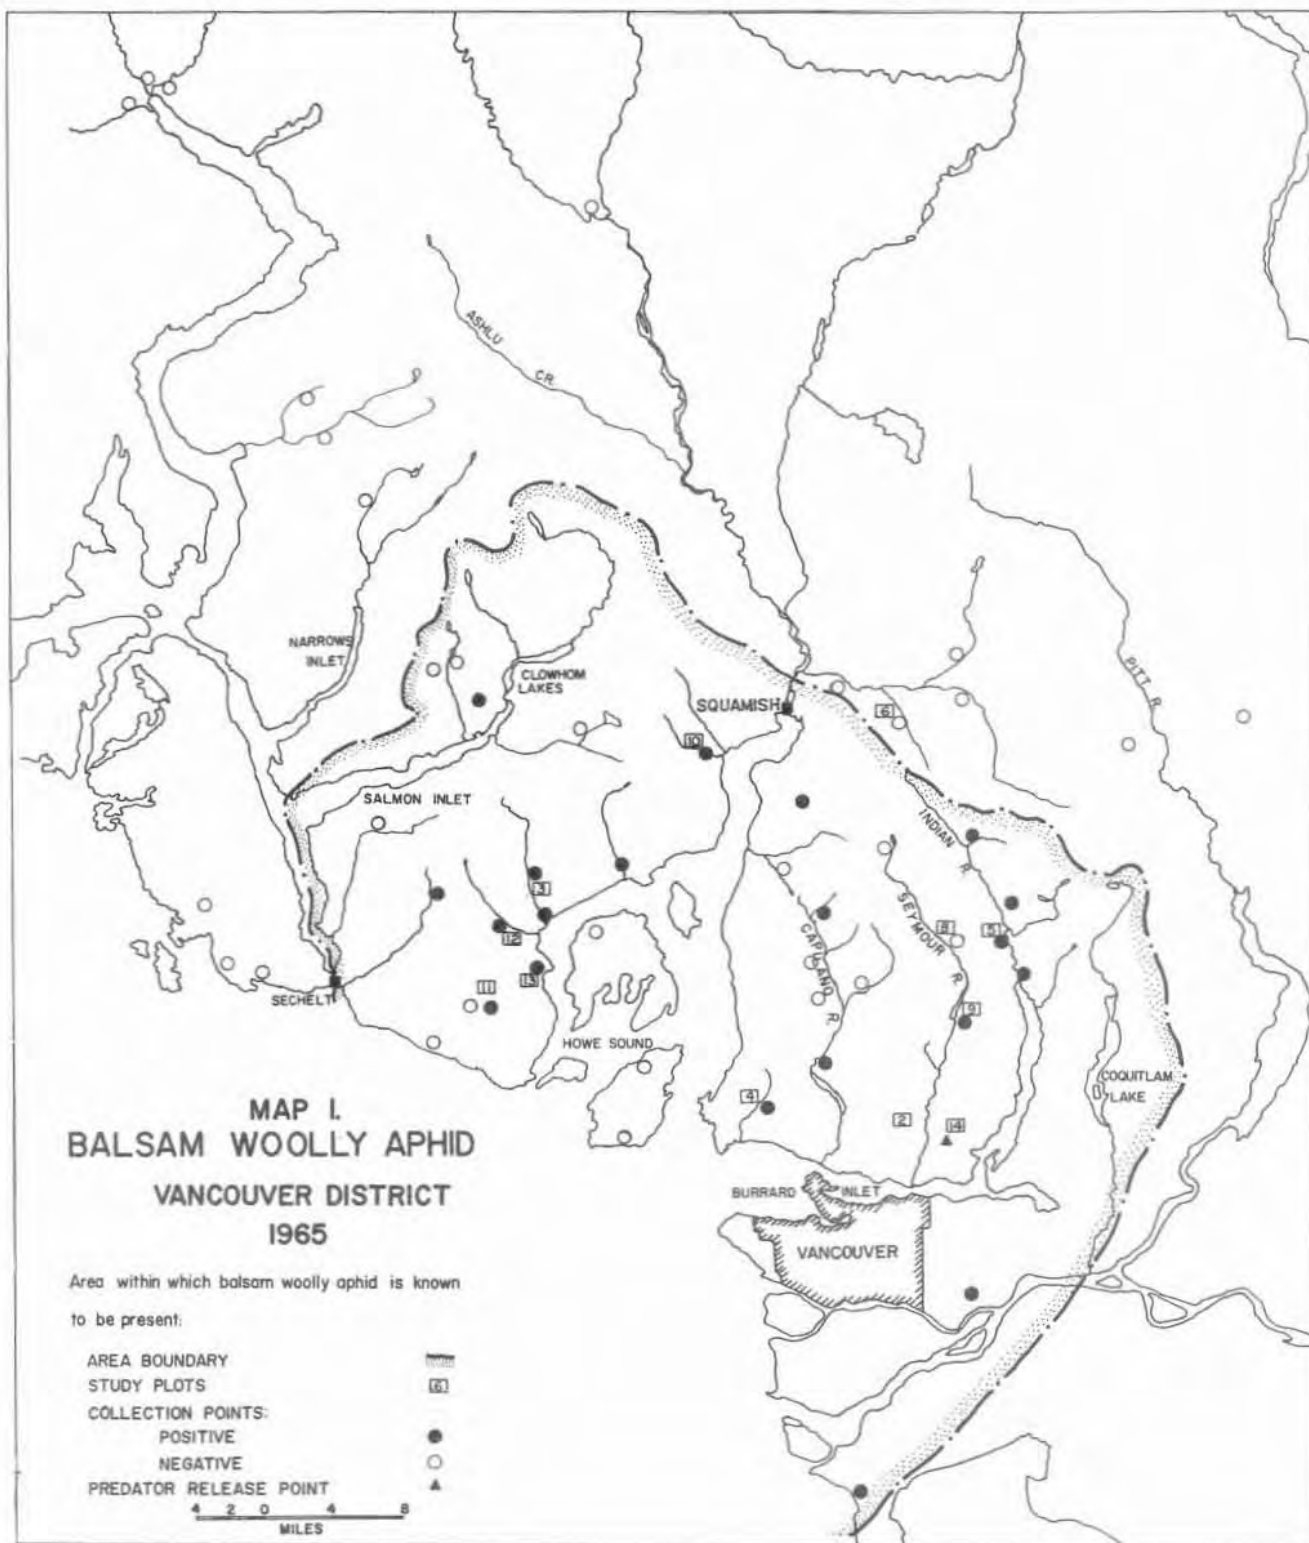 ASHLU
CR.
PITT R.
NARROWS
INLET
CLOWHOM
LAKES
SQUAMISH
6
10
SALMON INLET
INDIAN R.
3
SEYMOUR R.
8
5
CAPILANO R.
12
13
11
SECHELT
9
HOWE SOUND
COQUITLAM
LAKE
4
2
14
MAP 1.
BALSAM WOOLLY APHID
VANCOUVER DISTRICT
1965
BURRARD INLET
VANCOUVER
Area within which balsam woolly aphid is known
to be present:
AREA BOUNDARY
STUDY PLOTS 6
COLLECTION POINTS:
POSITIVE
NEGATIVE
PREDATOR RELEASE POINT
4 2 0 4 8
MILES